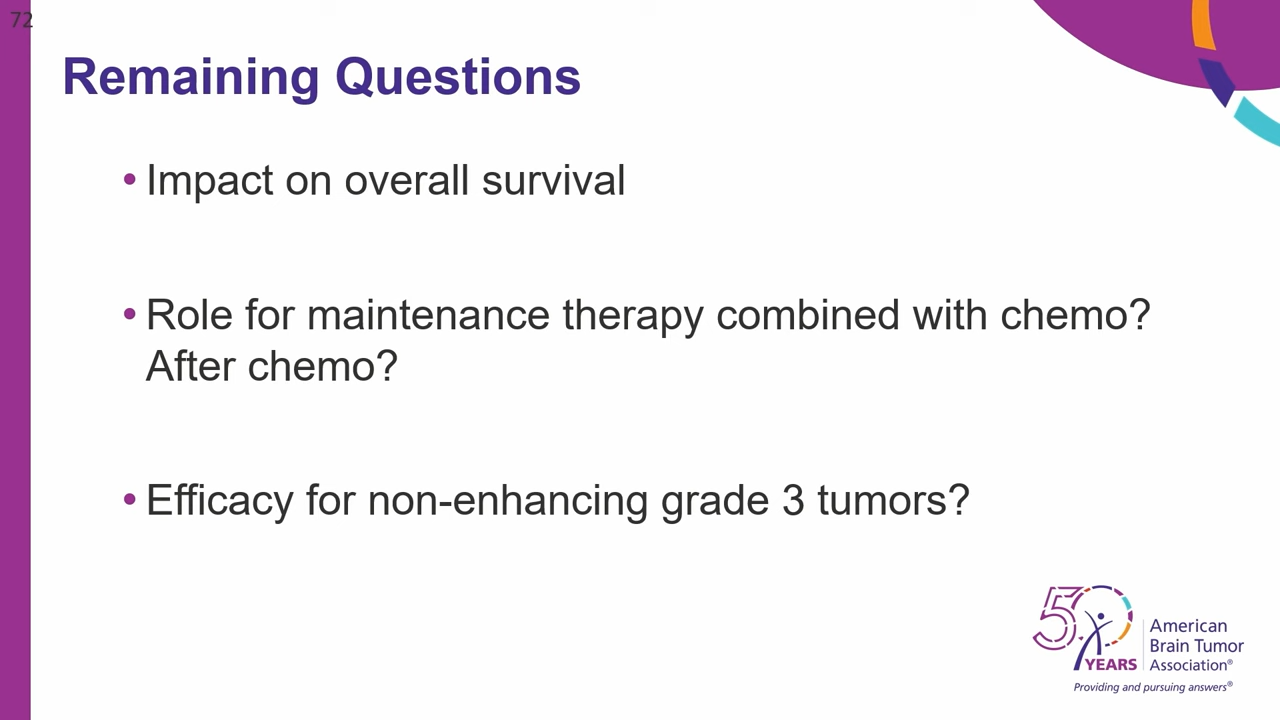 72
Remaining Questions
• Impact on overall survival
• Role for maintenance therapy combined with chemo?
After chemo?
• Efficacy for non-enhancing grade 3 tumors?
50
YEARS
American
Brain Tumor
Association®
Providing and pursuing answers®